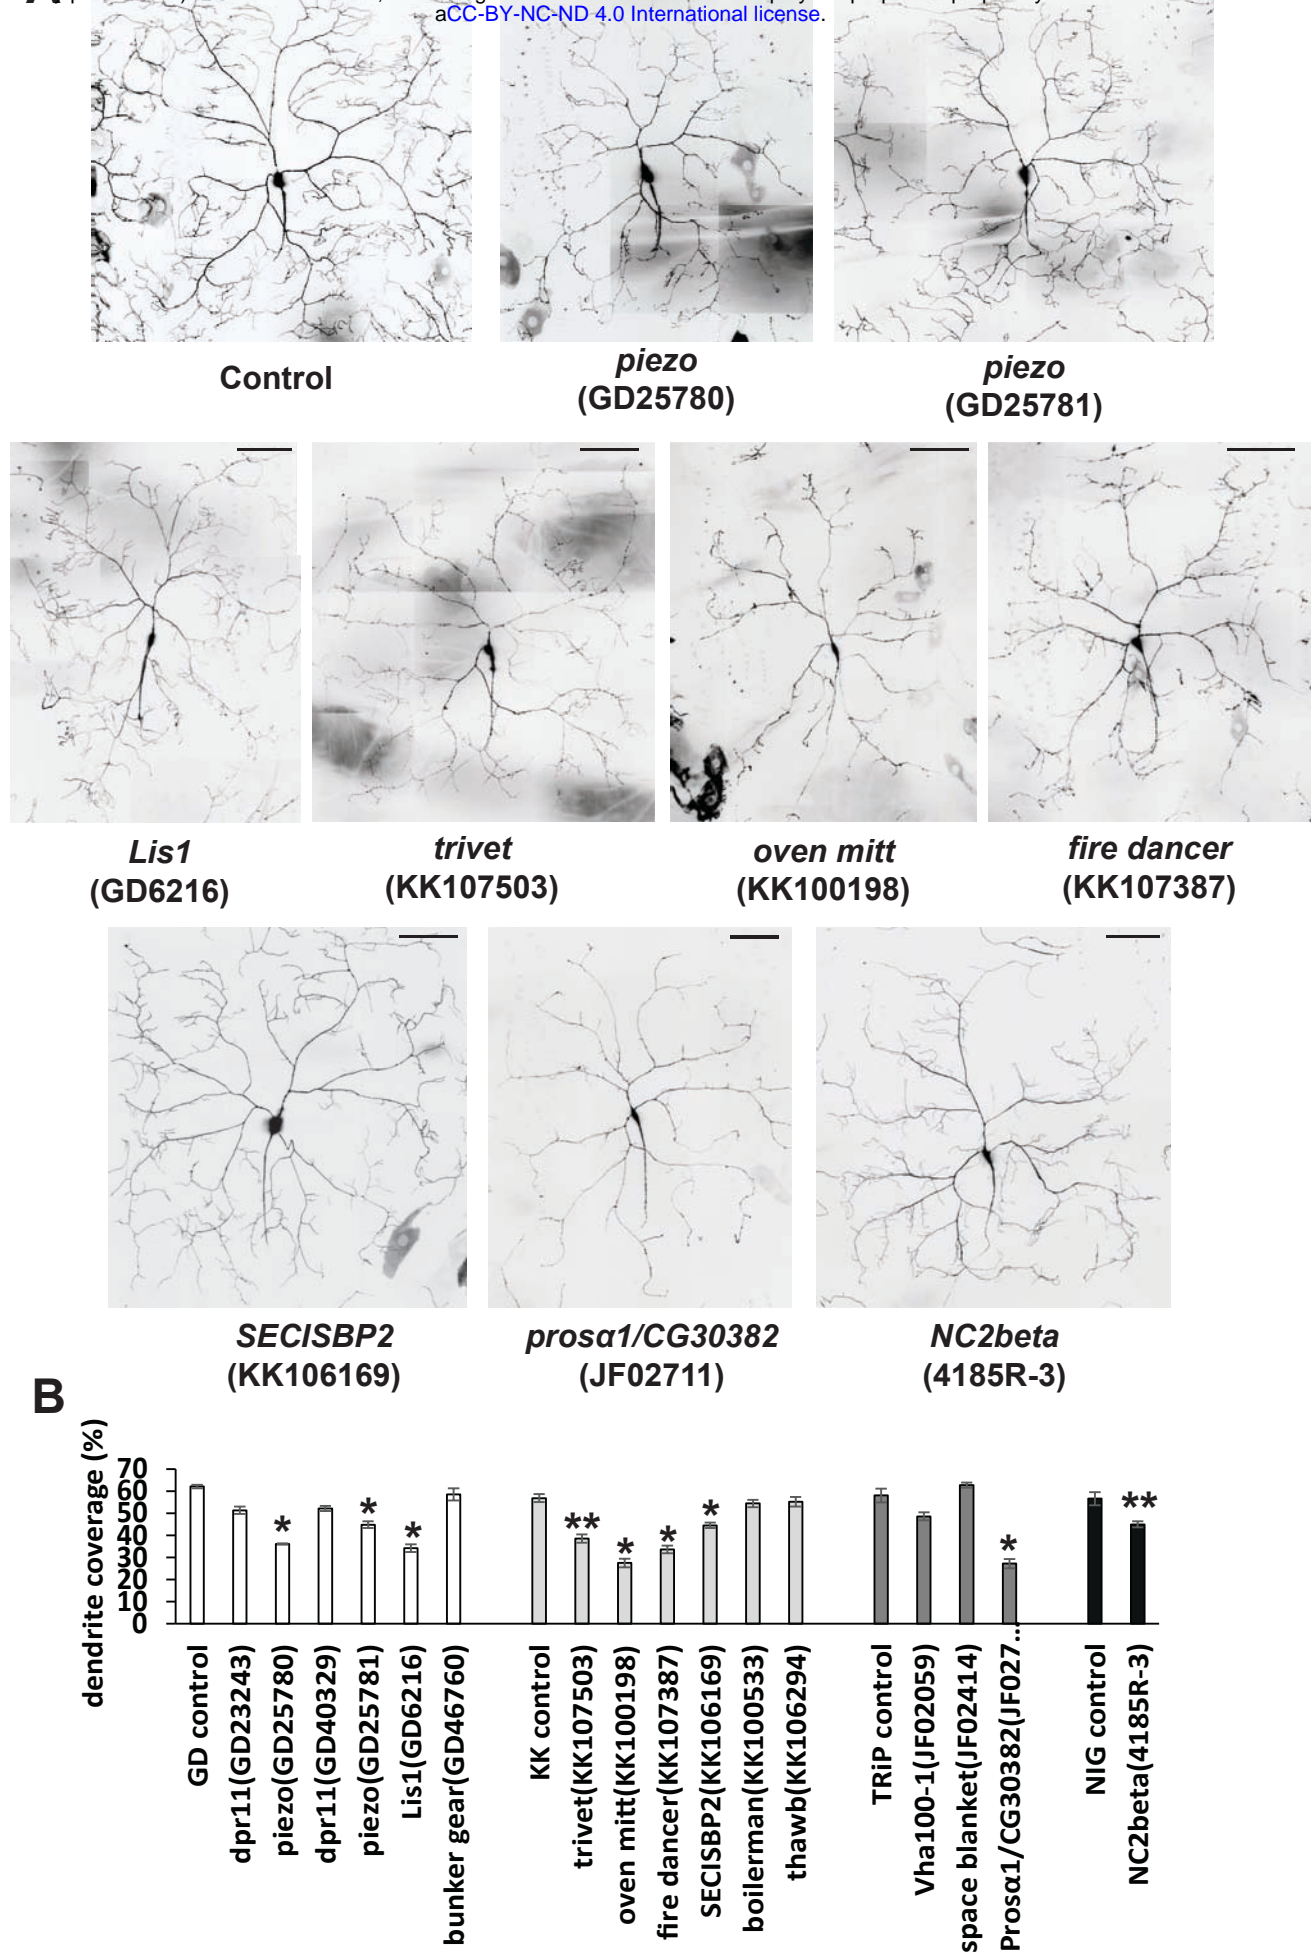 aCC-BY-NC-ND 4.0 International license.
Control
piezo
(GD25780)
piezo
(GD25781)
Lis1
(GD6216)
trivet
(KK107503)
oven mitt
(KK100198)
fire dancer
(KK107387)
SECISBP2
(KK106169)
prosα1/CG30382
(JF02711)
NC2beta
(4185R-3)
B
dendrite coverage (%)
70
60
50
40
30
20
10
0
*
*
*
**
*
*
*
*
**
GD control
dpr11(GD23243)
piezo(GD25780)
dpr11(GD40329)
piezo(GD25781)
Lis1(GD6216)
bunker gear(GD46760)
KK control
trivet(KK107503)
oven mitt(KK100198)
fire dancer(KK107387)
SECISBP2(KK106169)
boilerman(KK100533)
thawb(KK106294)
TRiP control
Vha100-1(JF02059)
space blanket(JF02414)
Prosα1/CG30382(JF027...
NIG control
NC2beta(4185R-3)